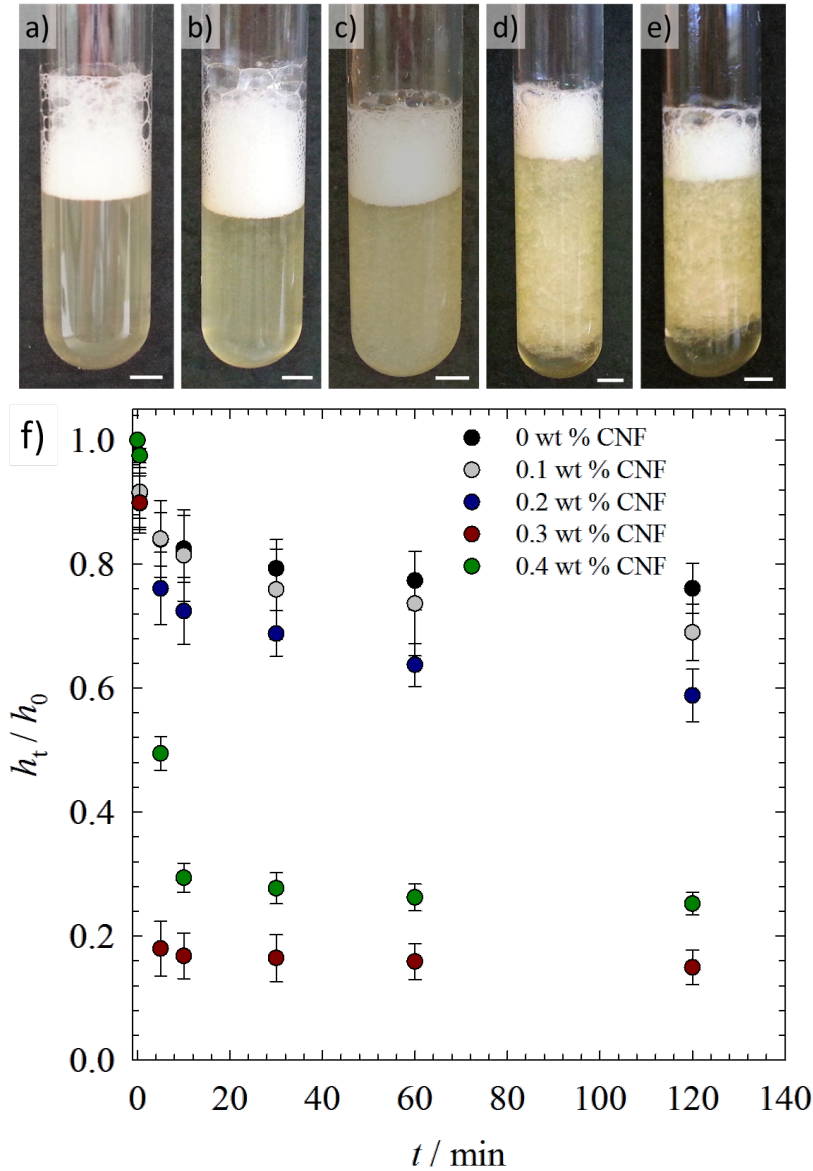 a)
b)
c)
d)
e)
f)
0 wt % CNF
0.1 wt % CNF
0.2 wt % CNF
0.3 wt % CNF
0.4 wt % CNF
1.0
0.8
0.6
0.4
0.2
0.0
ht / h0
0 20 40 60 80 100 120 140
t / min